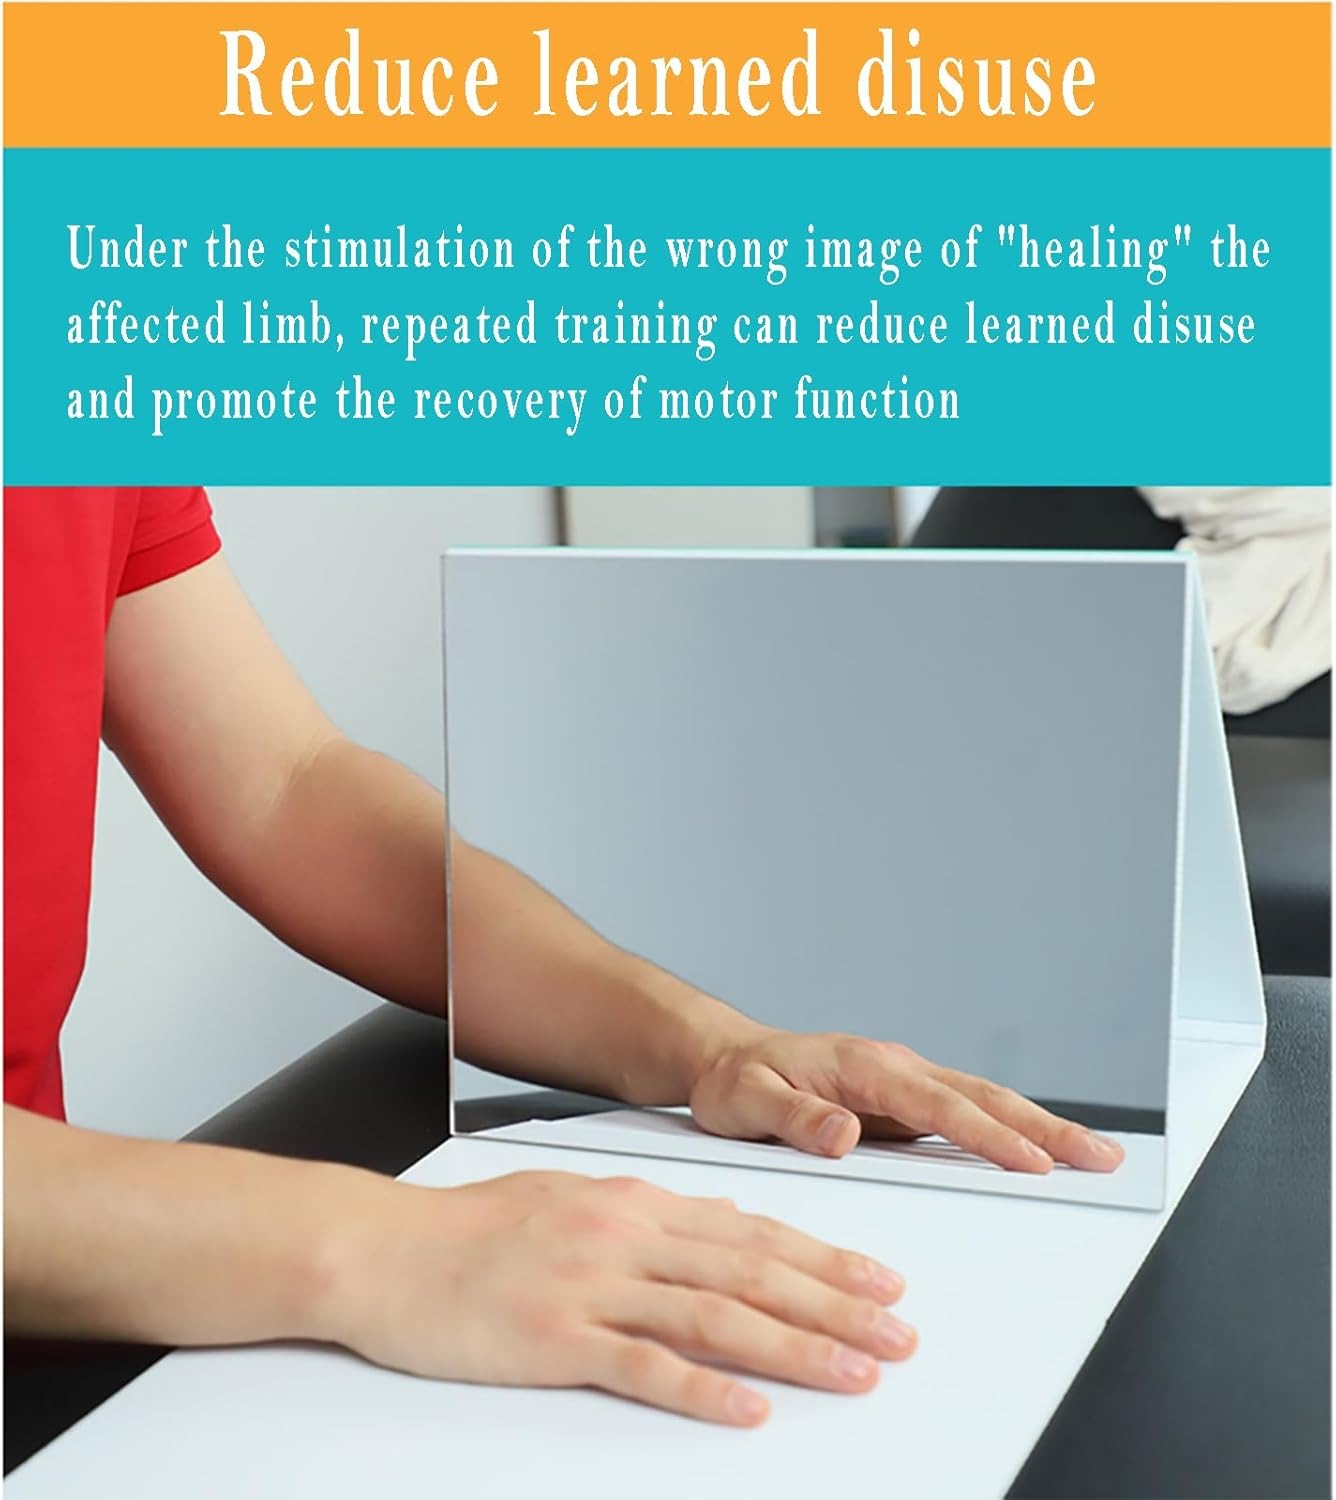 Reduce learned disuse
Under the stimulation of the wrong image of "healing" the
affected limb, repeated training can reduce learned disuse
and promote the recovery of motor function